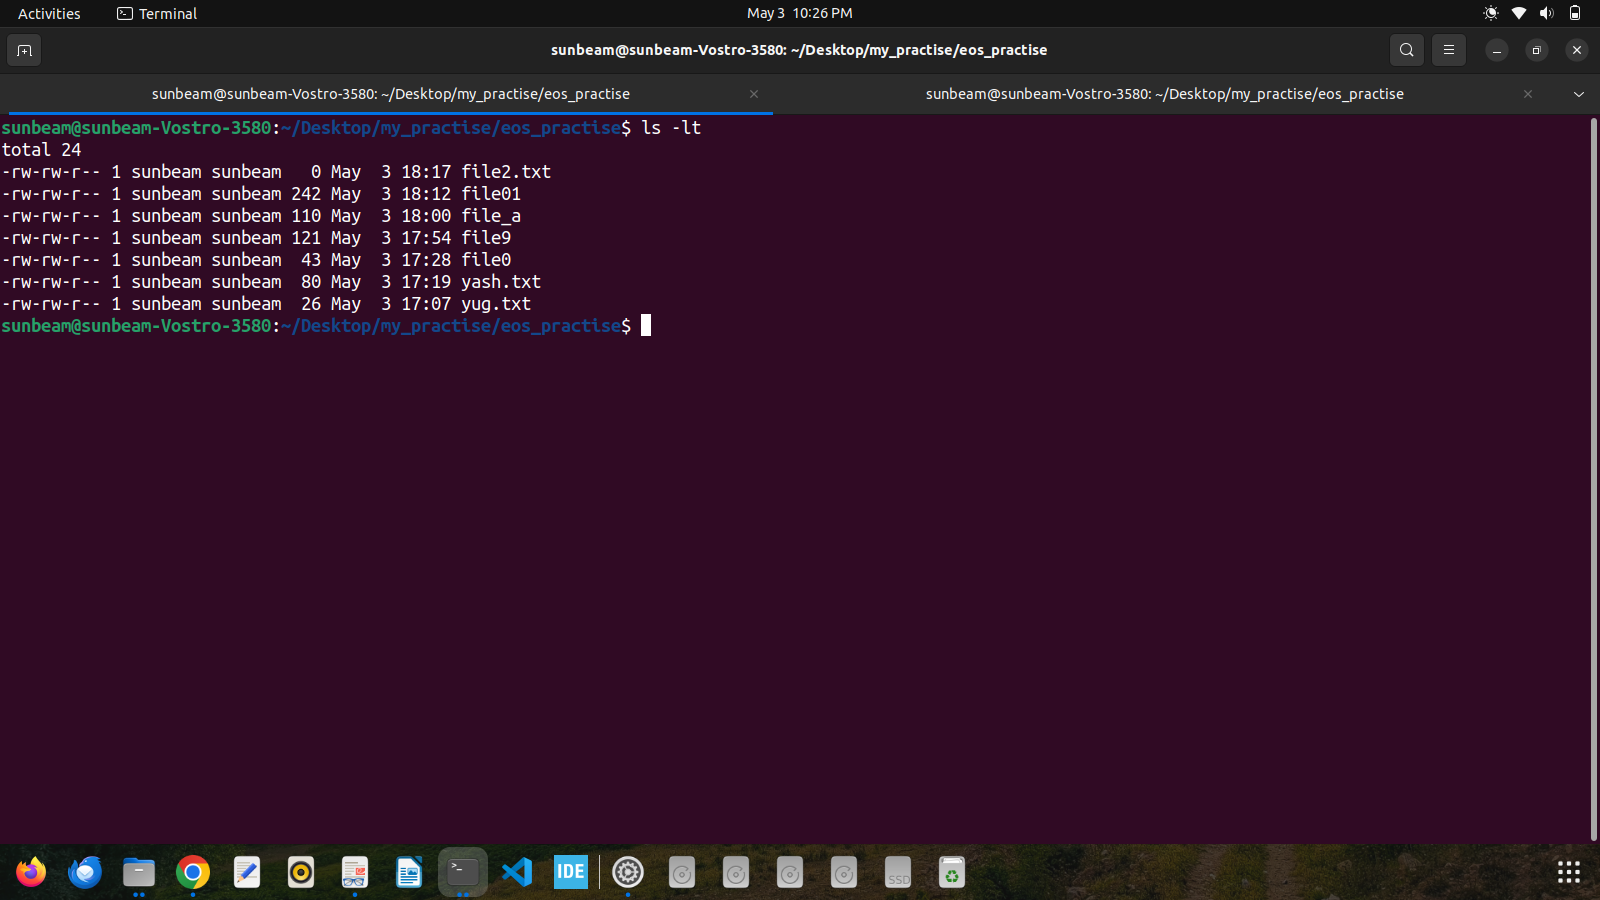 Activities Terminal May 3 10:26 PM
sunbeam@sunbeam-Vostro-3580: ~/Desktop/my_practise/eos_practise
sunbeam@sunbeam-Vostro-3580: ~/Desktop/my_practise/eos_practise sunbeam@sunbeam-Vostro-3580: ~/Desktop/my_practise/eos_practise
sunbeam@sunbeam-Vostro-3580:~/Desktop/my_practise/eos_practise$ ls -lt
total 24
-rw-rw-r-- 1 sunbeam sunbeam   0 May  3 18:17 file2.txt
-rw-rw-r-- 1 sunbeam sunbeam 242 May  3 18:12 file01
-rw-rw-r-- 1 sunbeam sunbeam 110 May  3 18:00 file_a
-rw-rw-r-- 1 sunbeam sunbeam 121 May  3 17:54 file9
-rw-rw-r-- 1 sunbeam sunbeam  43 May  3 17:28 file0
-rw-rw-r-- 1 sunbeam sunbeam  80 May  3 17:19 yash.txt
-rw-rw-r-- 1 sunbeam sunbeam  26 May  3 17:07 yug.txt
sunbeam@sunbeam-Vostro-3580:~/Desktop/my_practise/eos_practise$
>_ IDE SSD